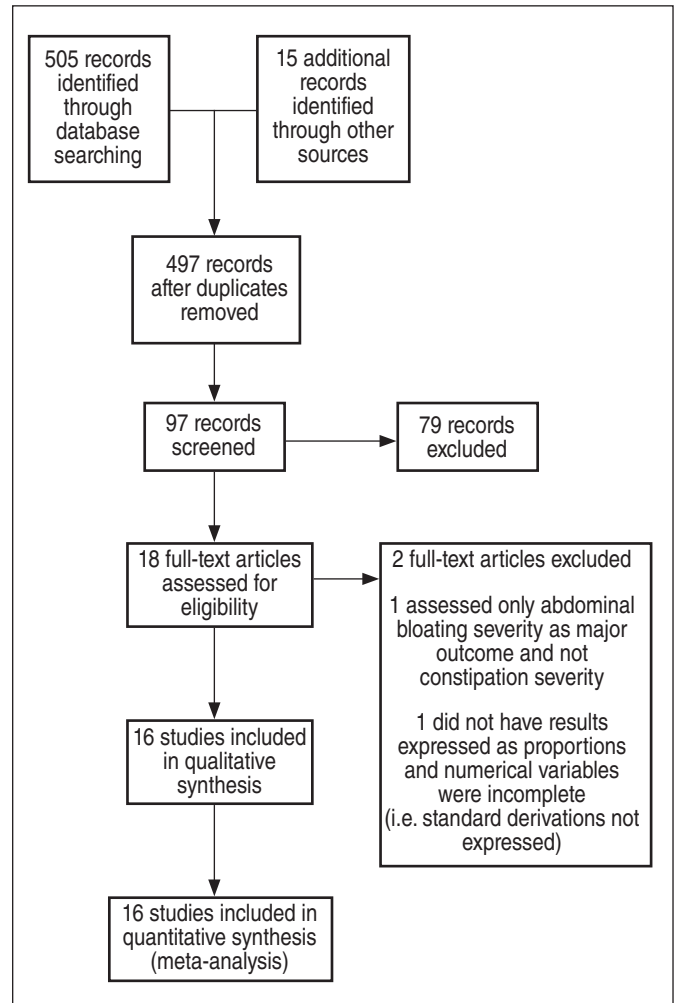 505 records
identified
through
database
searching
15 additional
records
identified
through other
sources
497 records
after duplicates
removed
97 records
screened
79 records
excluded
18 full-text articles
assessed for
eligibility
2 full-text articles excluded
1 assessed only abdominal
bloating severity as major
outcome and not
constipation severity
1 did not have results
expressed as proportions
and numerical variables
were incomplete
(i.e. standard derivations not
expressed)
16 studies included
in qualitative
synthesis
16 studies included in
quantitative synthesis
(meta-analysis)